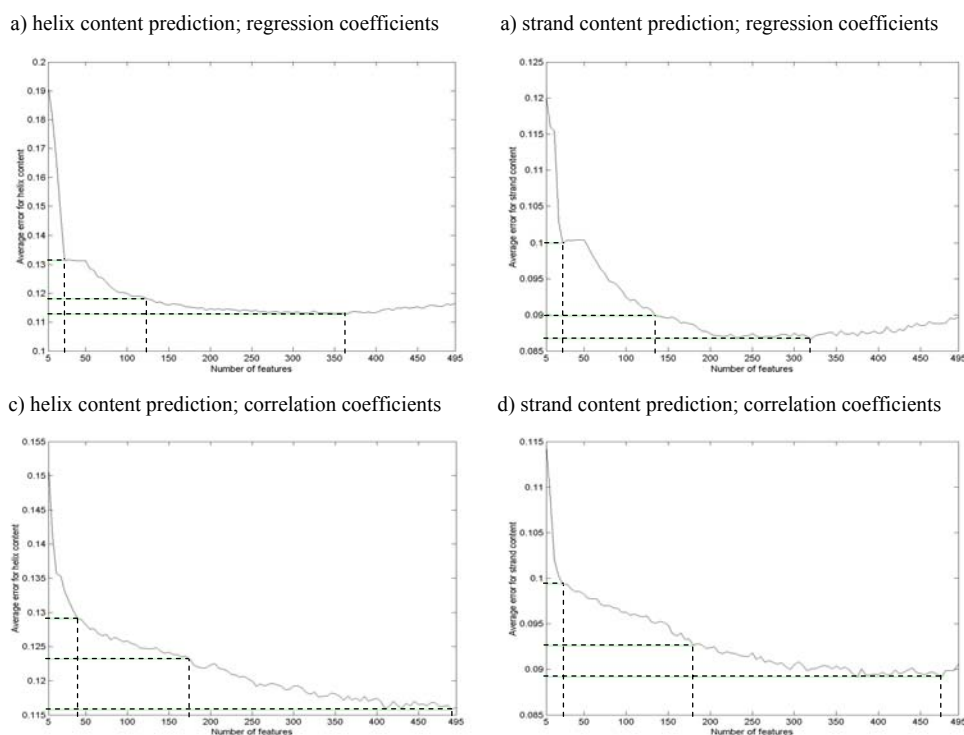 a) helix content prediction; regression coefficients
0.2
0.19
0.18
0.17
0.16
0.15
0.14
0.13
0.12
0.11
0.1
Average error for helix content
5 50 100 150 200 250 300 350 400 450 495
Number of features
a) strand content prediction; regression coefficients
0.125
0.12
0.115
0.11
0.105
0.1
0.095
0.09
0.085
Average error for strand content
5 50 100 150 200 250 300 350 400 450 495
Number of features
c) helix content prediction; correlation coefficients
0.155
0.15
0.145
0.14
0.135
0.13
0.125
0.12
0.115
Average error for helix content
5 50 100 150 200 250 300 350 400 450 495
Number of features
d) strand content prediction; correlation coefficients
0.115
0.11
0.105
0.1
0.095
0.09
0.085
Average error for strand content
5 50 100 150 200 250 300 350 400 450 495
Number of features